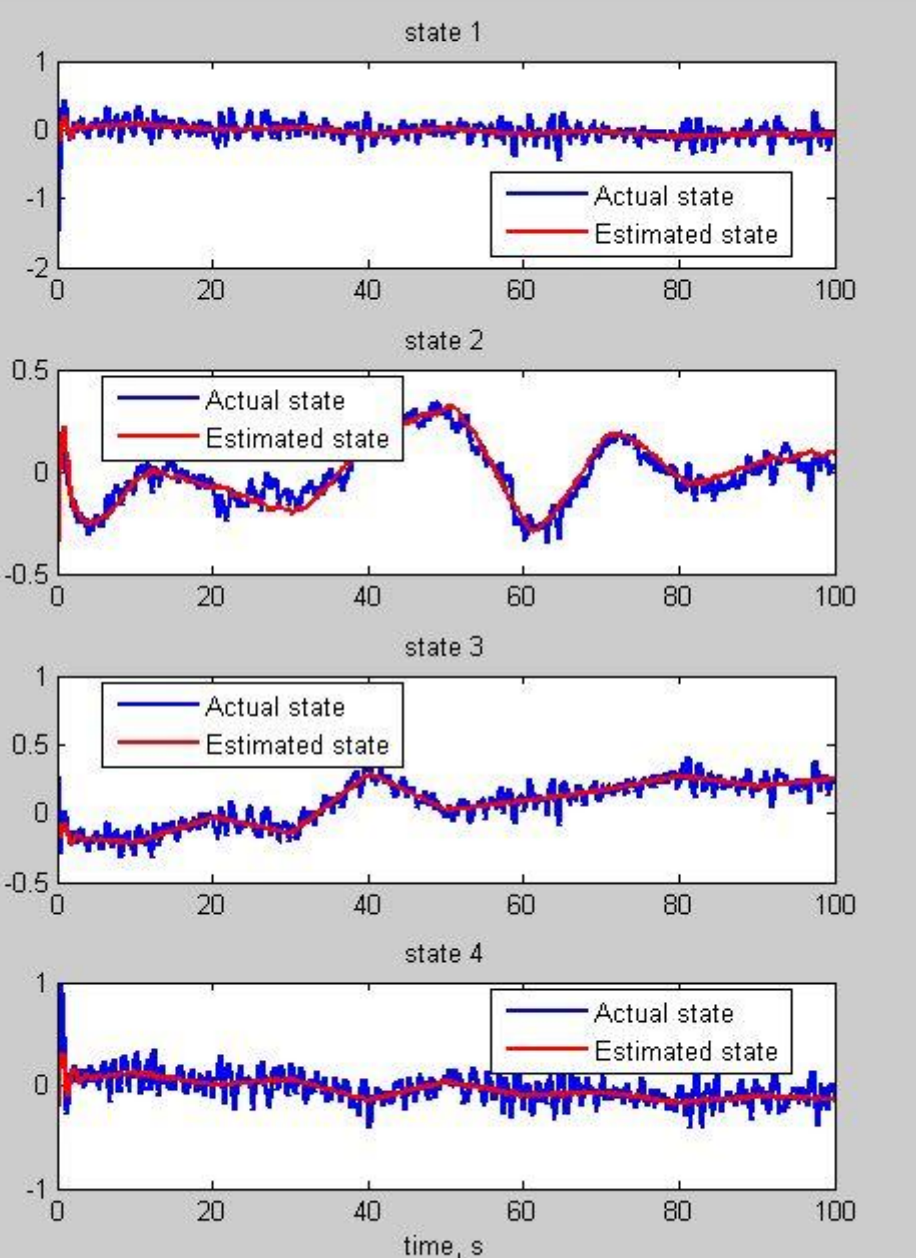 state 1
1
0
-1
-2
Actual state
Estimated state
0 20 40 60 80 100
state 2
0.5
0
-0.5
Actual state
Estimated state
0 20 40 60 80 100
state 3
1
0.5
0
-0.5
Actual state
Estimated state
0 20 40 60 80 100
state 4
1
0
-1
Actual state
Estimated state
0 20 40 60 80 100
time, s